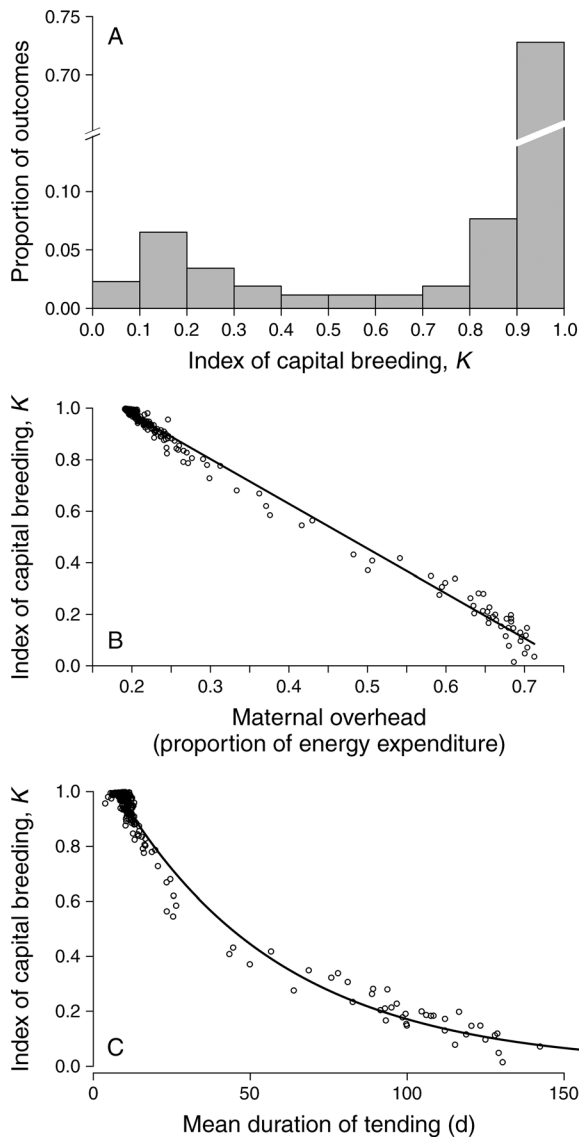 A
Proportion of outcomes
0.75
0.70
0.10
0.05
0.00
0.0 0.1 0.2 0.3 0.4 0.5 0.6 0.7 0.8 0.9 1.0
Index of capital breeding, K
B
Index of capital breeding, K
1.0
0.8
0.6
0.4
0.2
0.0
0.2 0.3 0.4 0.5 0.6 0.7
Maternal overhead
(proportion of energy expenditure)
C
Index of capital breeding, K
1.0
0.8
0.6
0.4
0.2
0.0
0 50 100 150
Mean duration of tending (d)